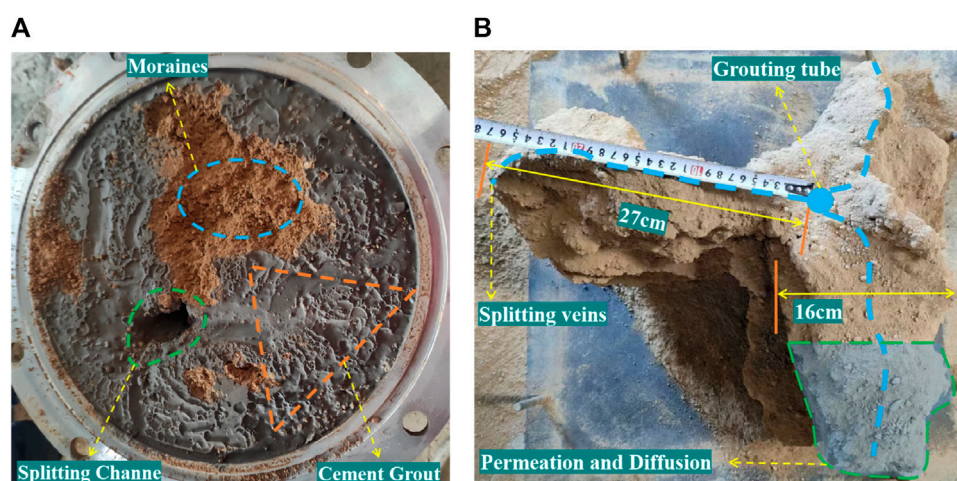 A
B
Moraines
Grouting tube
27cm
Splitting veins
16cm
Splitting Channe
Cement Grout
Permeation and Diffusion